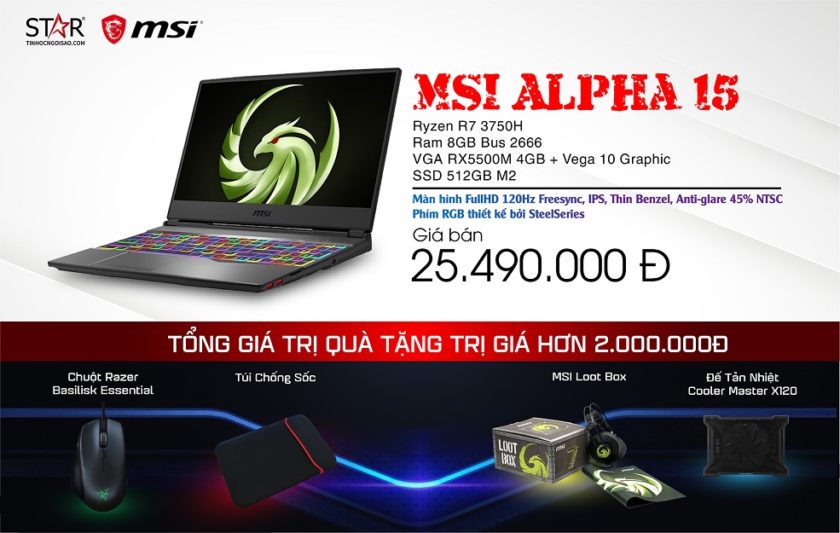 STAR
TINHOCNGOISAO.COM
msi
MSI ALPHA 15
Ryzen R7 3750H
Ram 8GB Bus 2666
VGA RX5500M 4GB + Vega 10 Graphic
SSD 512GB M2
Màn hình FullHD 120Hz Freesync, IPS, Thin Benzel, Anti-glare 45% NTSC
Phím RGB thiết kế bởi SteelSeries
Giá bán
25.490.000 Đ
msi
TỔNG GIÁ TRỊ QUÀ TẶNG TRỊ GIÁ HƠN 2.000.000Đ
Chuột Razer
Basilisk Essential
Túi Chống Sốc
MSI Loot Box
Đế Tản Nhiệt
Cooler Master X120
LOOT
BOX